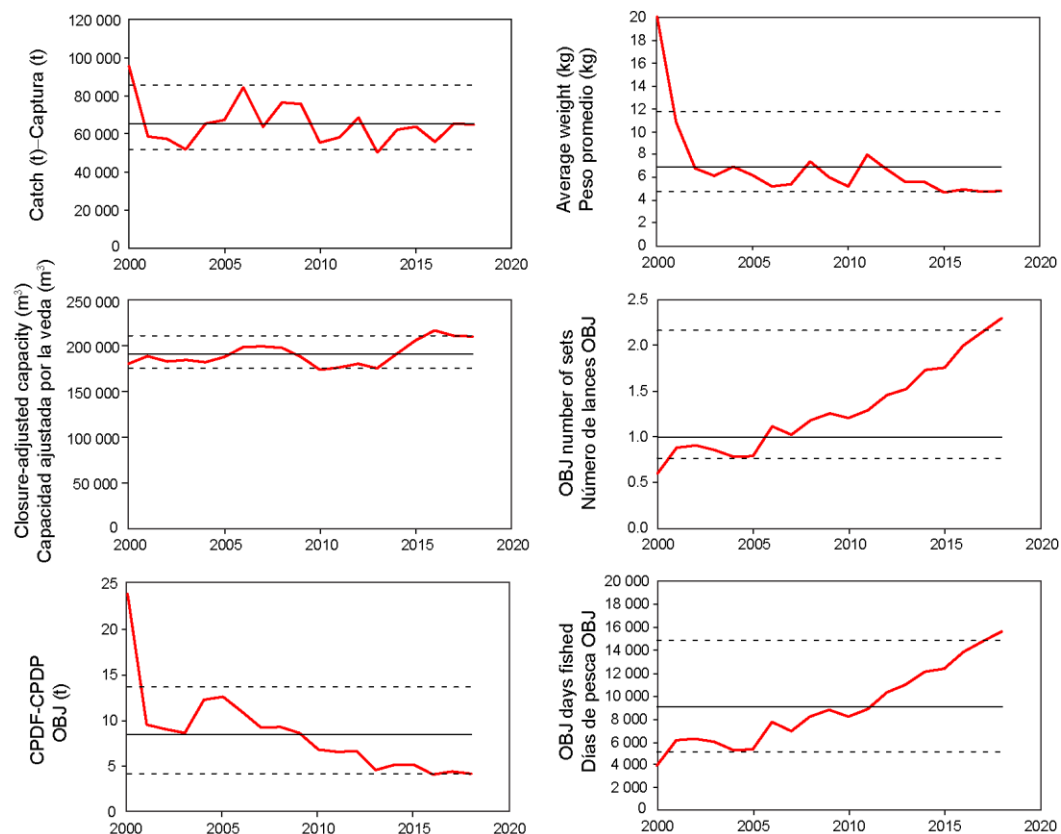 Catch (t)–Captura (t)
120 000
100 000
80 000
60 000
40 000
20 000
0
2000 2005 2010 2015 2020
Average weight (kg)
Peso promedio (kg)
20
18
16
14
12
10
8
6
4
2
0
2000 2005 2010 2015 2020
Closure-adjusted capacity (m³)
Capacidad ajustada por la veda (m³)
250 000
200 000
150 000
100 000
50 000
0
2000 2005 2010 2015 2020
OBJ number of sets
Número de lances OBJ
2.5
2.0
1.5
1.0
0.5
0.0
2000 2005 2010 2015 2020
CPDF-CPDP
OBJ (t)
25
20
15
10
5
0
2000 2005 2010 2015 2020
OBJ days fished
Días de pesca OBJ
20 000
18 000
16 000
14 000
12 000
10 000
8 000
6 000
4 000
2 000
0
2000 2005 2010 2015 2020